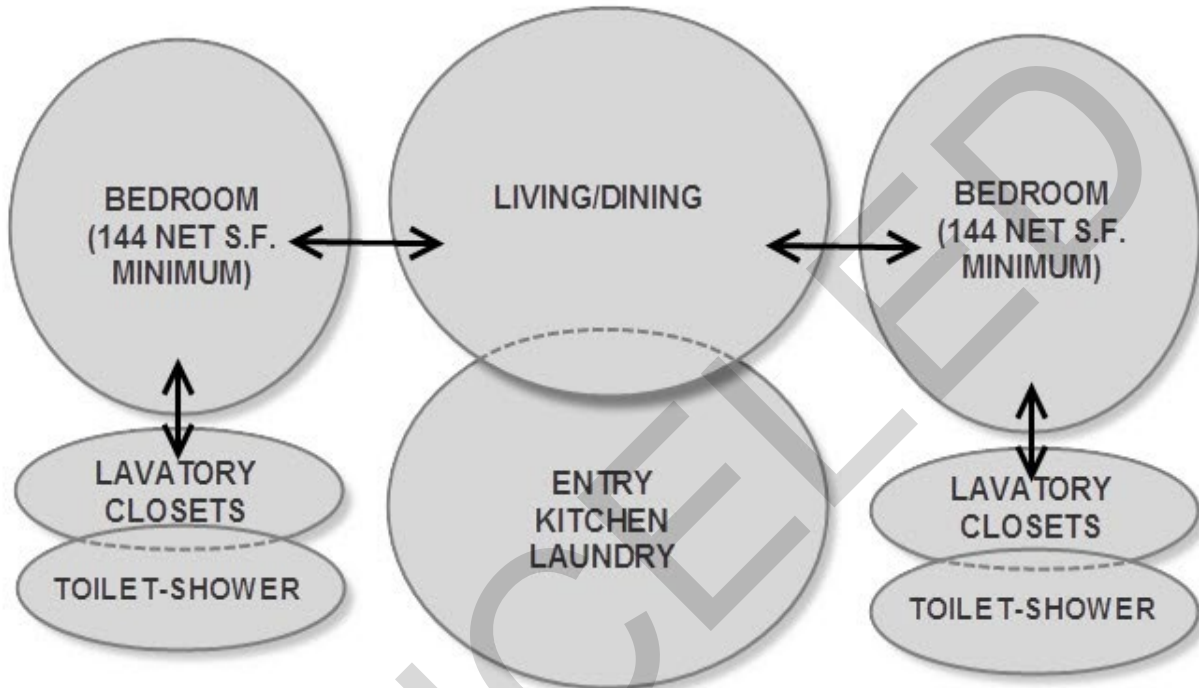 BEDROOM
(144 NET S.F.
MINIMUM)
LIVING/DINING
BEDROOM
(144 NET S.F.
MINIMUM)
LAVATORY
CLOSETS
TOILET-SHOWER
ENTRY
KITCHEN
LAUNDRY
LAVATORY
CLOSETS
TOILET-SHOWER
CELED